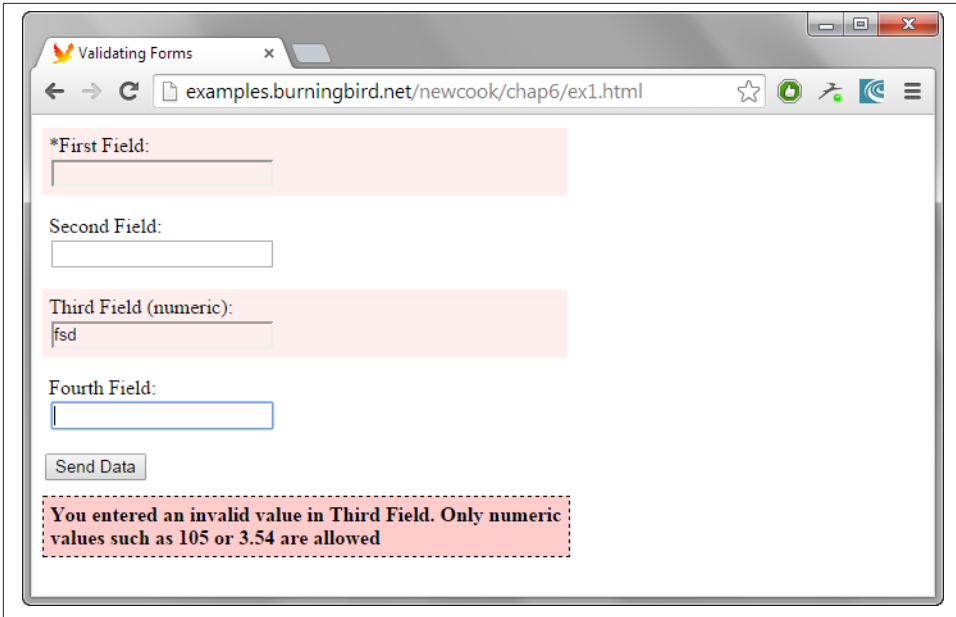 Validating Forms
examples.burningbird.net/newcook/chap6/ex1.html
*First Field:
Second Field:
Third Field (numeric):
fsd
Fourth Field:
Send Data
You entered an invalid value in Third Field. Only numeric
values such as 105 or 3.54 are allowed